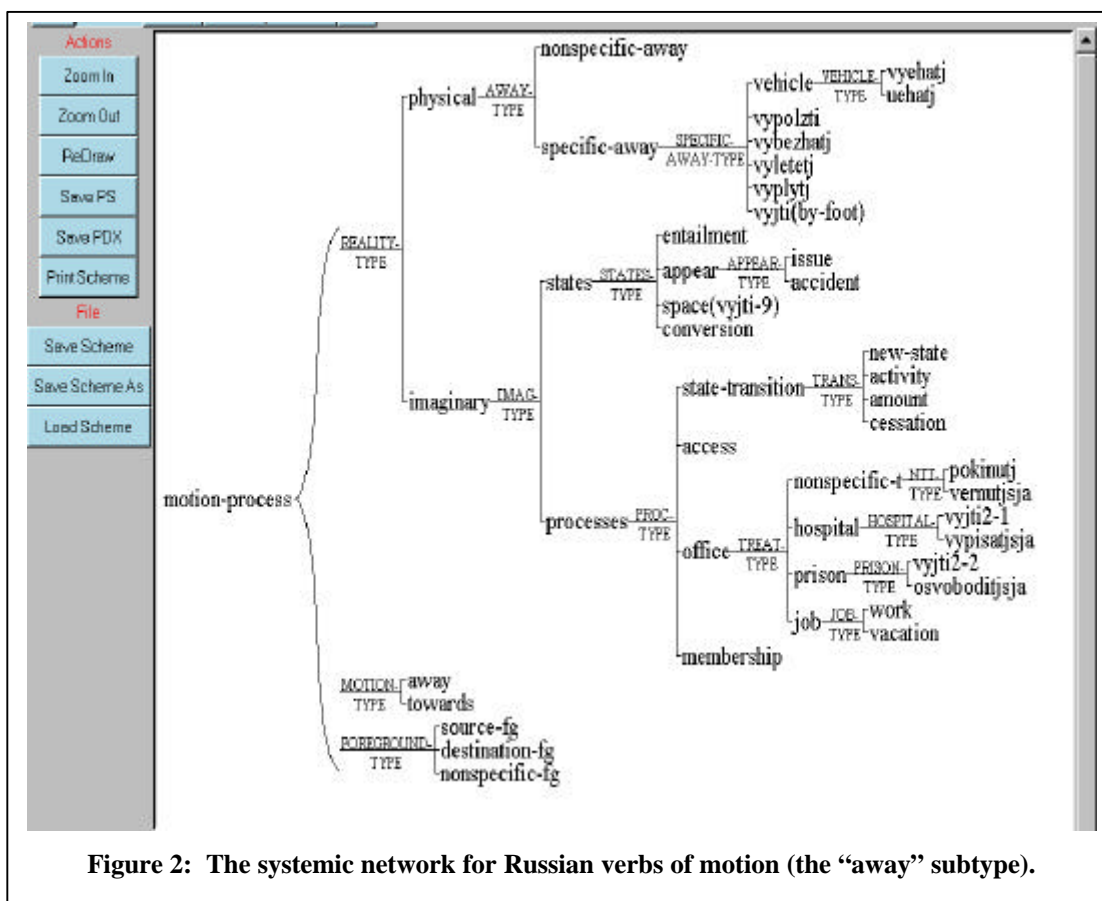 Actions
Zoom In
Zoom Out
ReDraw
Save PS
Save PDX
Print Scheme
File
Save Scheme
Save Scheme As
Load Scheme
motion-process
REALITY-
TYPE
physical
AWAY-
TYPE
nonspecific-away
specific-away
SPECIFIC-
AWAY-TYPE
vehicle
VEHICLE-
TYPE
vyehatj
uehatj
vypolzti
vybezhatj
vyletetj
vyplytj
vyjti(by-foot)
imaginary
IMAG-
TYPE
states
STATES-
TYPE
entailment
appear
APPEAR-
TYPE
issue
accident
space(vyjti-9)
conversion
processes
PROC-
TYPE
state-transition
TRANS-
TYPE
new-state
activity
amount
cessation
access
office
TREAT-
TYPE
nonspecific-t
NTT-
TYPE
pokinutj
vernutjsja
hospital
HOSPITAL-
TYPE
vyjti2-1
vypisatjsja
prison
PRISON-
TYPE
vyjti2-2
osvoboditjsja
job
JOB-
TYPE
work
vacation
membership
MOTION-
TYPE
away
towards
FOREGROUND-
TYPE
source-fg
destination-fg
nonspecific-fg
Figure 2: The systemic network for Russian verbs of motion (the “away” subtype).